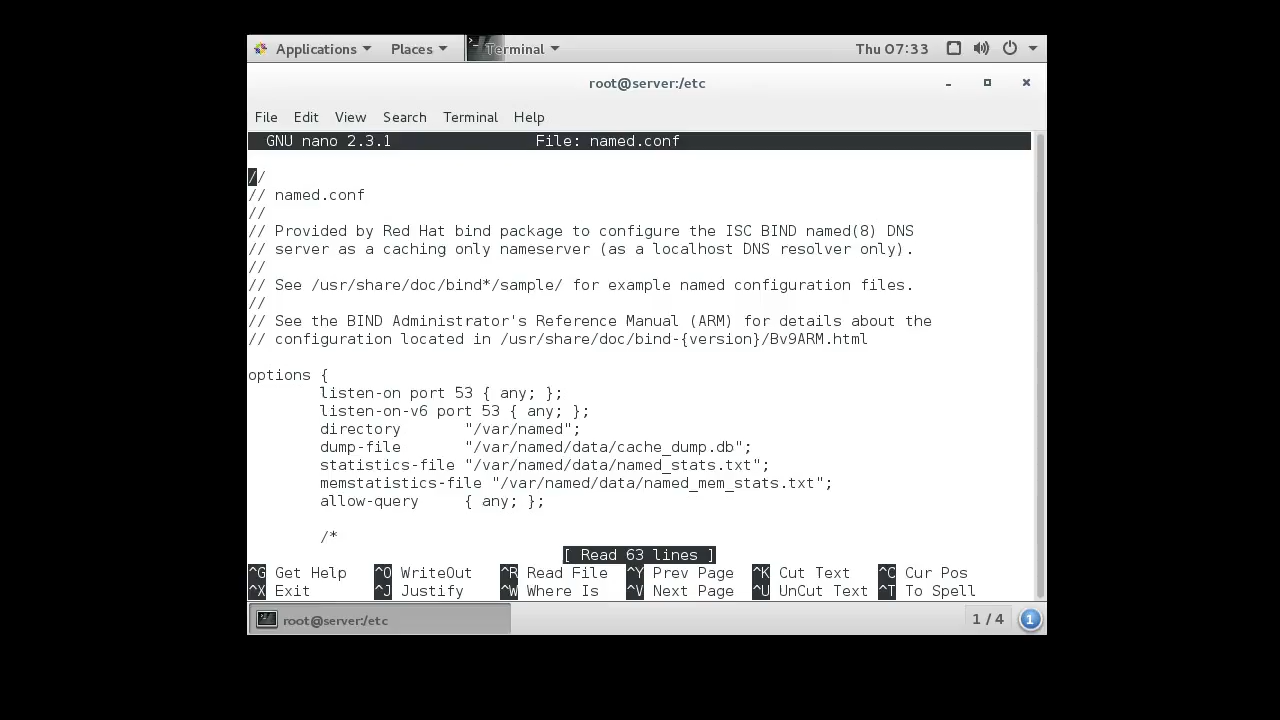 Applications Places Terminal Thu 07:33
root@server:/etc
File Edit View Search Terminal Help
GNU nano 2.3.1 File: named.conf
//
// named.conf
//
// Provided by Red Hat bind package to configure the ISC BIND named(8) DNS
// server as a caching only nameserver (as a localhost DNS resolver only).
//
// See /usr/share/doc/bind*/sample/ for example named configuration files.
//
// See the BIND Administrator's Reference Manual (ARM) for details about the
// configuration located in /usr/share/doc/bind-{version}/Bv9ARM.html
options {
listen-on port 53 { any; };
listen-on-v6 port 53 { any; };
directory "/var/named";
dump-file "/var/named/data/cache_dump.db";
statistics-file "/var/named/data/named_stats.txt";
memstatistics-file "/var/named/data/named_mem_stats.txt";
allow-query { any; };
/*
[ Read 63 lines ]
^G Get Help ^O WriteOut ^R Read File ^Y Prev Page ^K Cut Text ^C Cur Pos
^X Exit ^J Justify ^W Where Is ^V Next Page ^U UnCut Text ^T To Spell
root@server:/etc 1 / 4 1